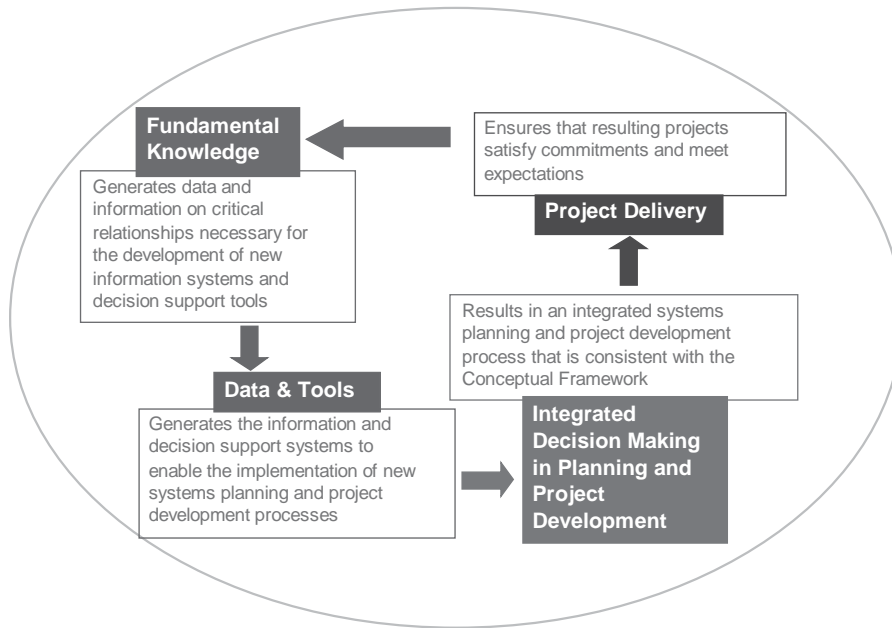 Fundamental
Knowledge
Generates data and
information on critical
relationships necessary for
the development of new
information systems and
decision support tools
Data & Tools
Generates the information and
decision support systems to
enable the implementation of new
systems planning and project
development processes
Integrated
Decision Making
in Planning and
Project
Development
Results in an integrated systems
planning and project development
process that is consistent with the
Conceptual Framework
Project Delivery
Ensures that resulting projects
satisfy commitments and meet
expectations